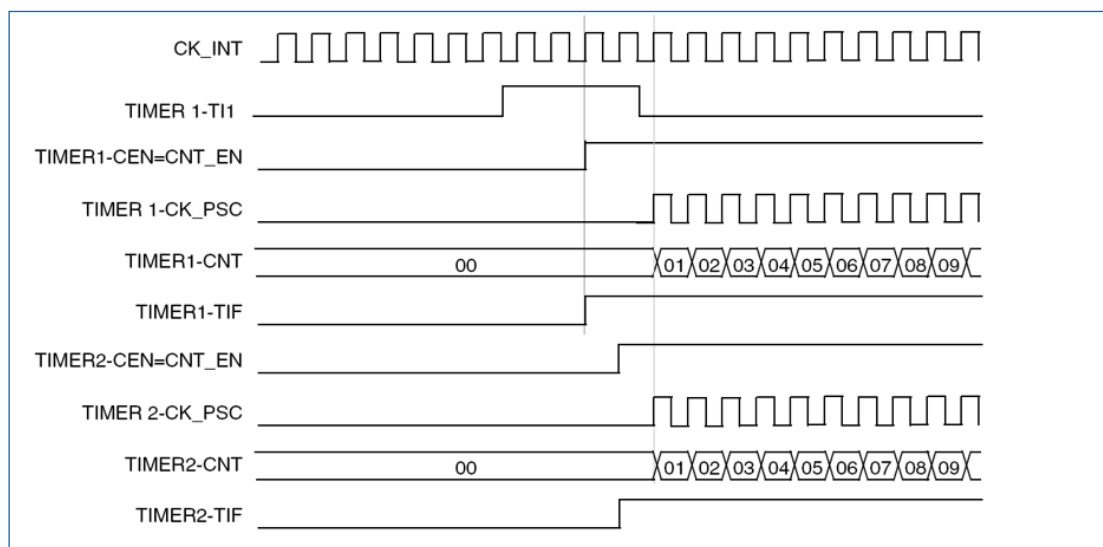 CK_INT
TIMER 1-TI1
TIMER1-CEN=CNT_EN
TIMER 1-CK_PSC
TIMER1-CNT 00 01 02 03 04 05 06 07 08 09
TIMER1-TIF
TIMER2-CEN=CNT_EN
TIMER 2-CK_PSC
TIMER2-CNT 00 01 02 03 04 05 06 07 08 09
TIMER2-TIF